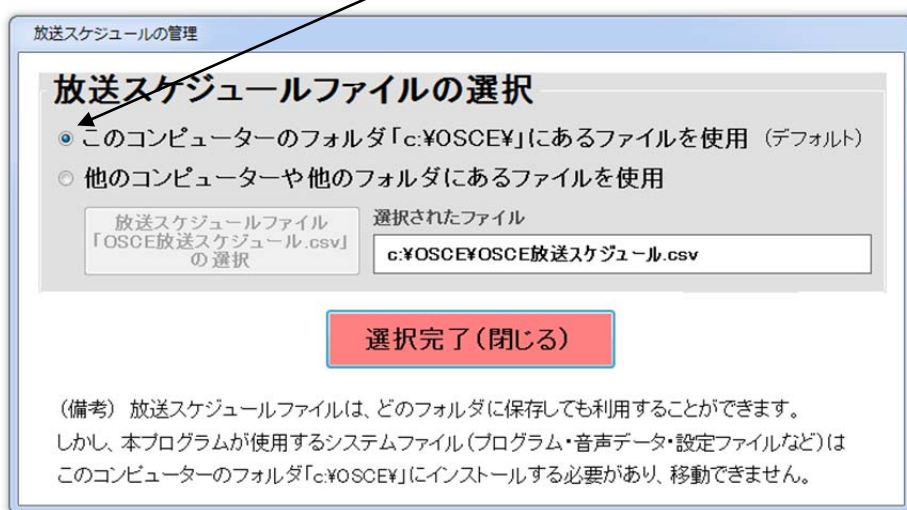 放送スケジュールの管理
放送スケジュールファイルの選択
このコンピューターのフォルダ「c:¥OSCE¥」にあるファイルを使用 (デフォルト)
他のコンピューターや他のフォルダにあるファイルを使用
放送スケジュールファイル
「OSCE放送スケジュール.csv」
の選択
選択されたファイル
c:¥OSCE¥OSCE放送スケジュール.csv
選択完了(閉じる)
(備考) 放送スケジュールファイルは、どのフォルダに保存しても利用することができます。
しかし、本プログラムが使用するシステムファイル(プログラム・音声データ・設定ファイルなど)は
このコンピューターのフォルダ「c:¥OSCE¥」にインストールする必要があり、移動できません。